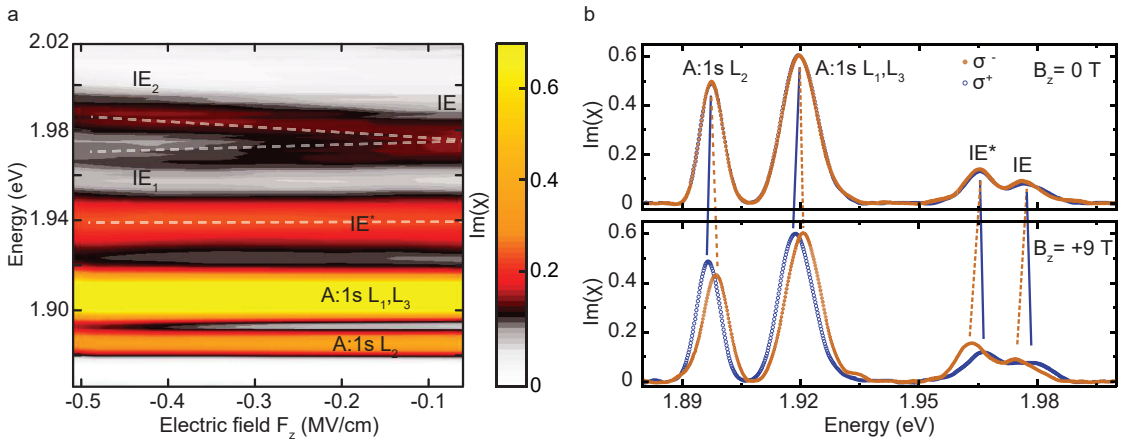 a
2.02
1.98
1.94
1.90
Energy (eV)
IE₂
IE
IE₁
IE*
A:1s L₁,L₃
A:1s L₂
-0.5 -0.4 -0.3 -0.2 -0.1
Electric field F_z (MV/cm)
0.6
0.4
0.2
0
Im(χ)
b
0.6
0.4
0.2
0
Im(χ)
A:1s L₂
A:1s L₁,L₃
σ⁻
σ⁺
B_z= 0 T
IE*
IE
0.6
0.4
0.2
0
Im(χ)
B_z= +9 T
1.89 1.92 1.95 1.98
Energy (eV)